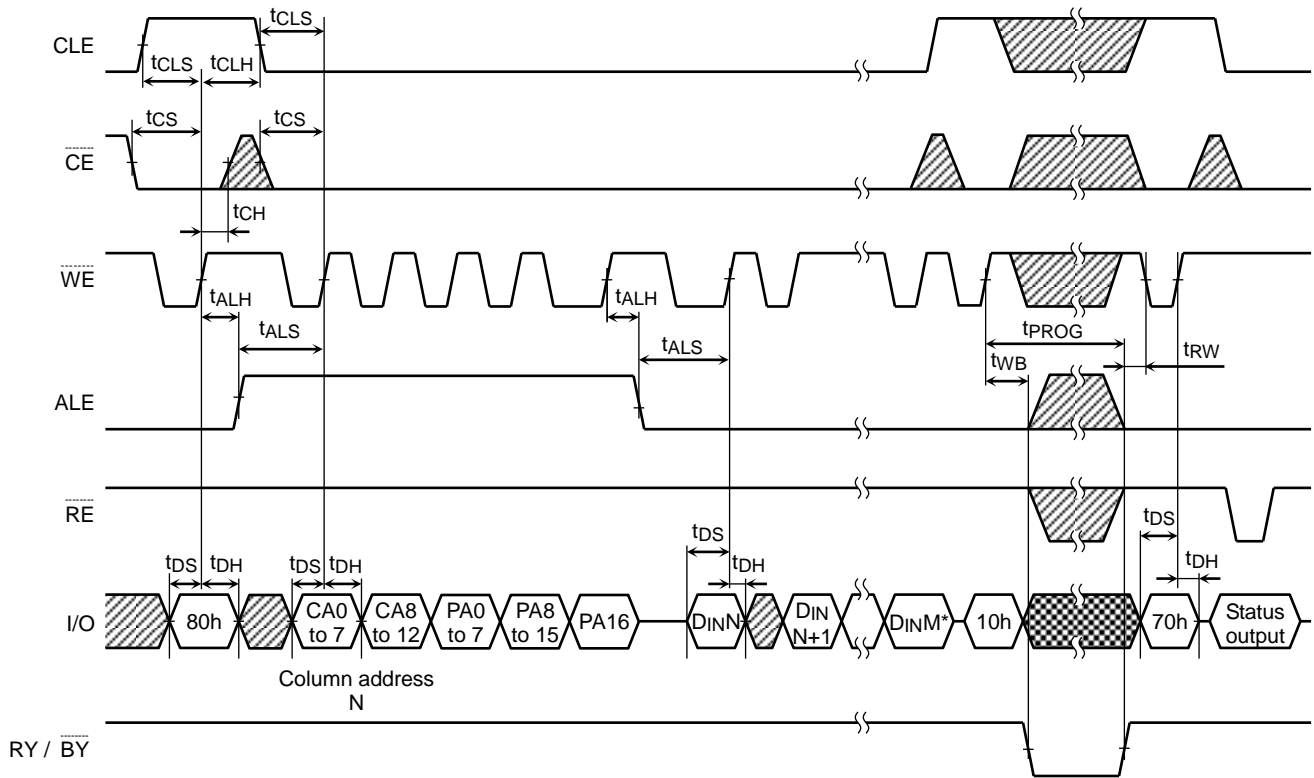 tCLS
CLE
tCLS tCLH
tCS tCS
CE
tCH
WE
tALH tALH
tALS tPROG
tALS tWB tRW
ALE
RE
tDS tDS
tDS tDH tDS tDH tDH tDH
I/O 80h CA0 to 7 CA8 to 12 PA0 to 7 PA8 to 15 PA16 DINN DIN N+1 DINM* 10h 70h Status output
Column address
N
RY / BY